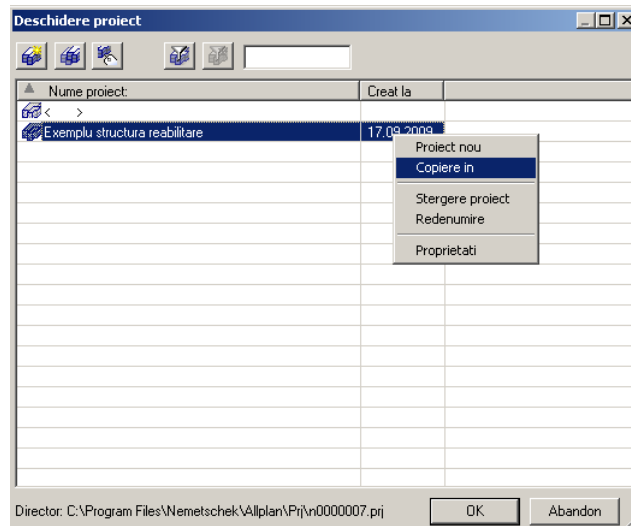 Deschidere proiect
Nume proiect: Creat la
< >
Exemplu structura reabilitare 17.09.2009
Proiect nou
Copiere in
Stergere proiect
Redenumire
Proprietati
Director: C:\Program Files\Nemetschek\Allplan\Prj\n0000007.prj OK Abandon